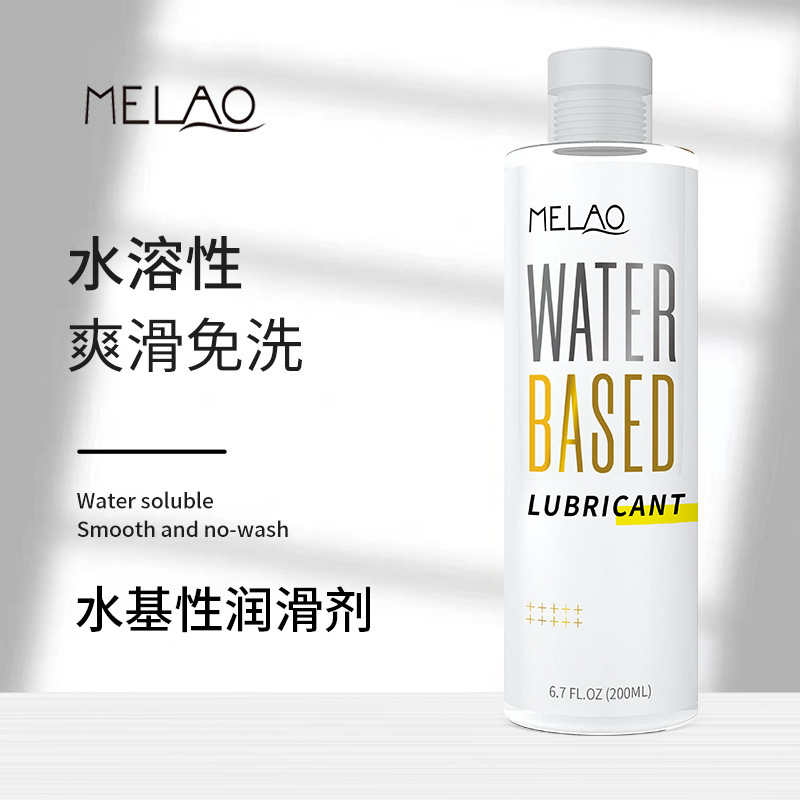 MELAO
水溶性
爽滑免洗
Water soluble
Smooth and no-wash
水基性润滑剂
MELAO
WATER
BASED
LUBRICANT
6.7 FL.OZ (200ML)